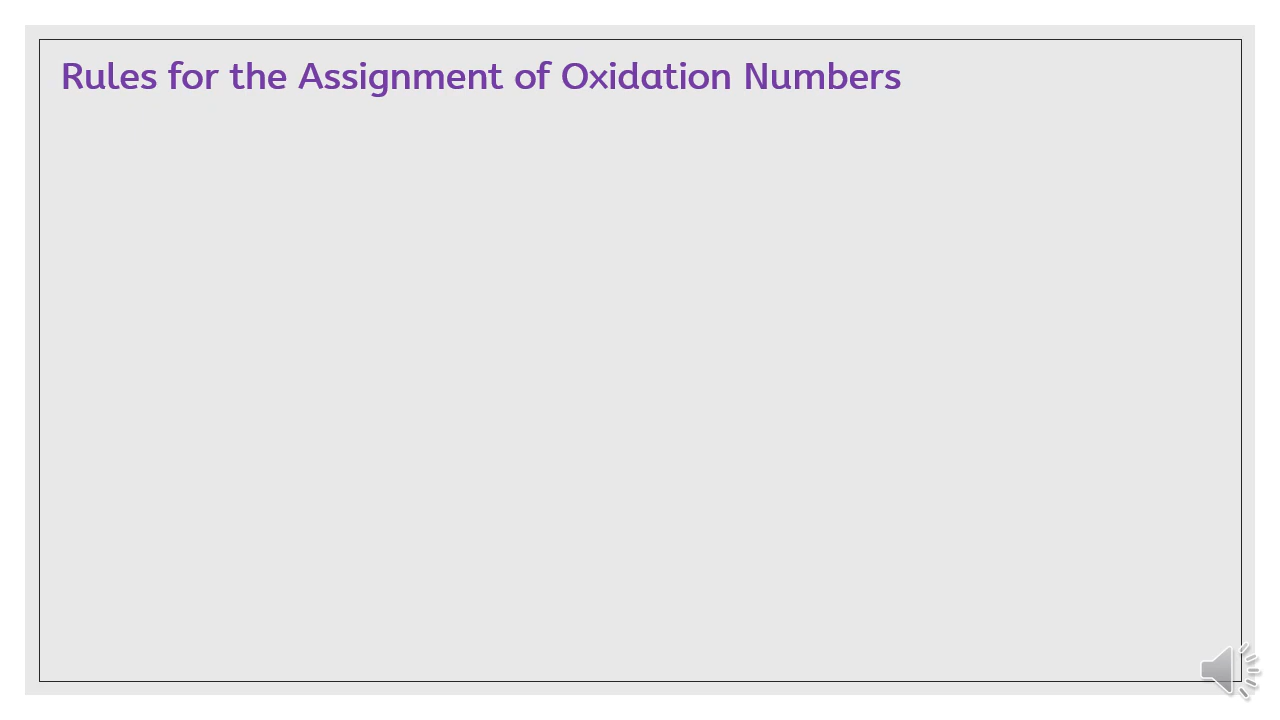 Rules for the Assignment of Oxidation Numbers